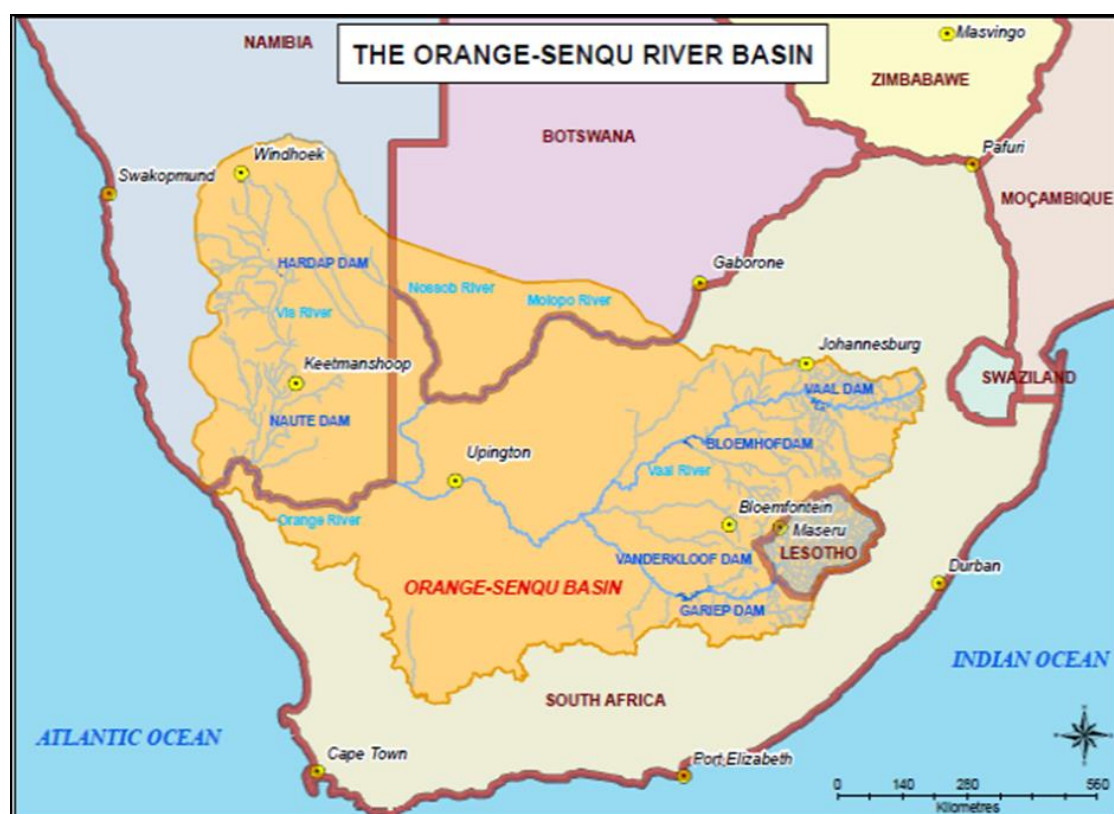 NAMIBIA
THE ORANGE-SENQU RIVER BASIN
Masvingo
ZIMBABAWE
BOTSWANA
Windhoek
Pafuri
Swakopmund
MOÇAMBIQUE
HARDAP DAM
Gaborone
Nossob River
Molopo River
Vis River
Johannesburg
Keetmanshoop
SWAZILAND
VAAL DAM
NAUTE DAM
BLOEMHOFDAM
Upington
Vaal River
Orange River
Bloemfontein
Maseru
LESOTHO
VANDERKLOOF DAM
Durban
ORANGE-SENQU BASIN
GARIEP DAM
INDIAN OCEAN
SOUTH AFRICA
ATLANTIC OCEAN
Cape Town
Port Elizabeth
0 140 280 560
Kilometres